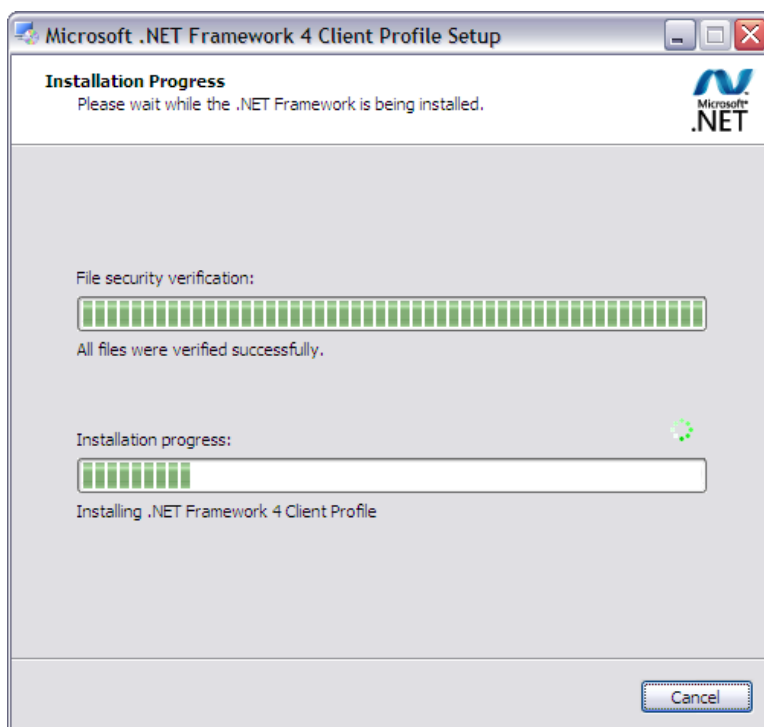 Microsoft .NET Framework 4 Client Profile Setup
Installation Progress
Please wait while the .NET Framework is being installed.
Microsoft®
.NET
File security verification:
All files were verified successfully.
Installation progress:
Installing .NET Framework 4 Client Profile
Cancel